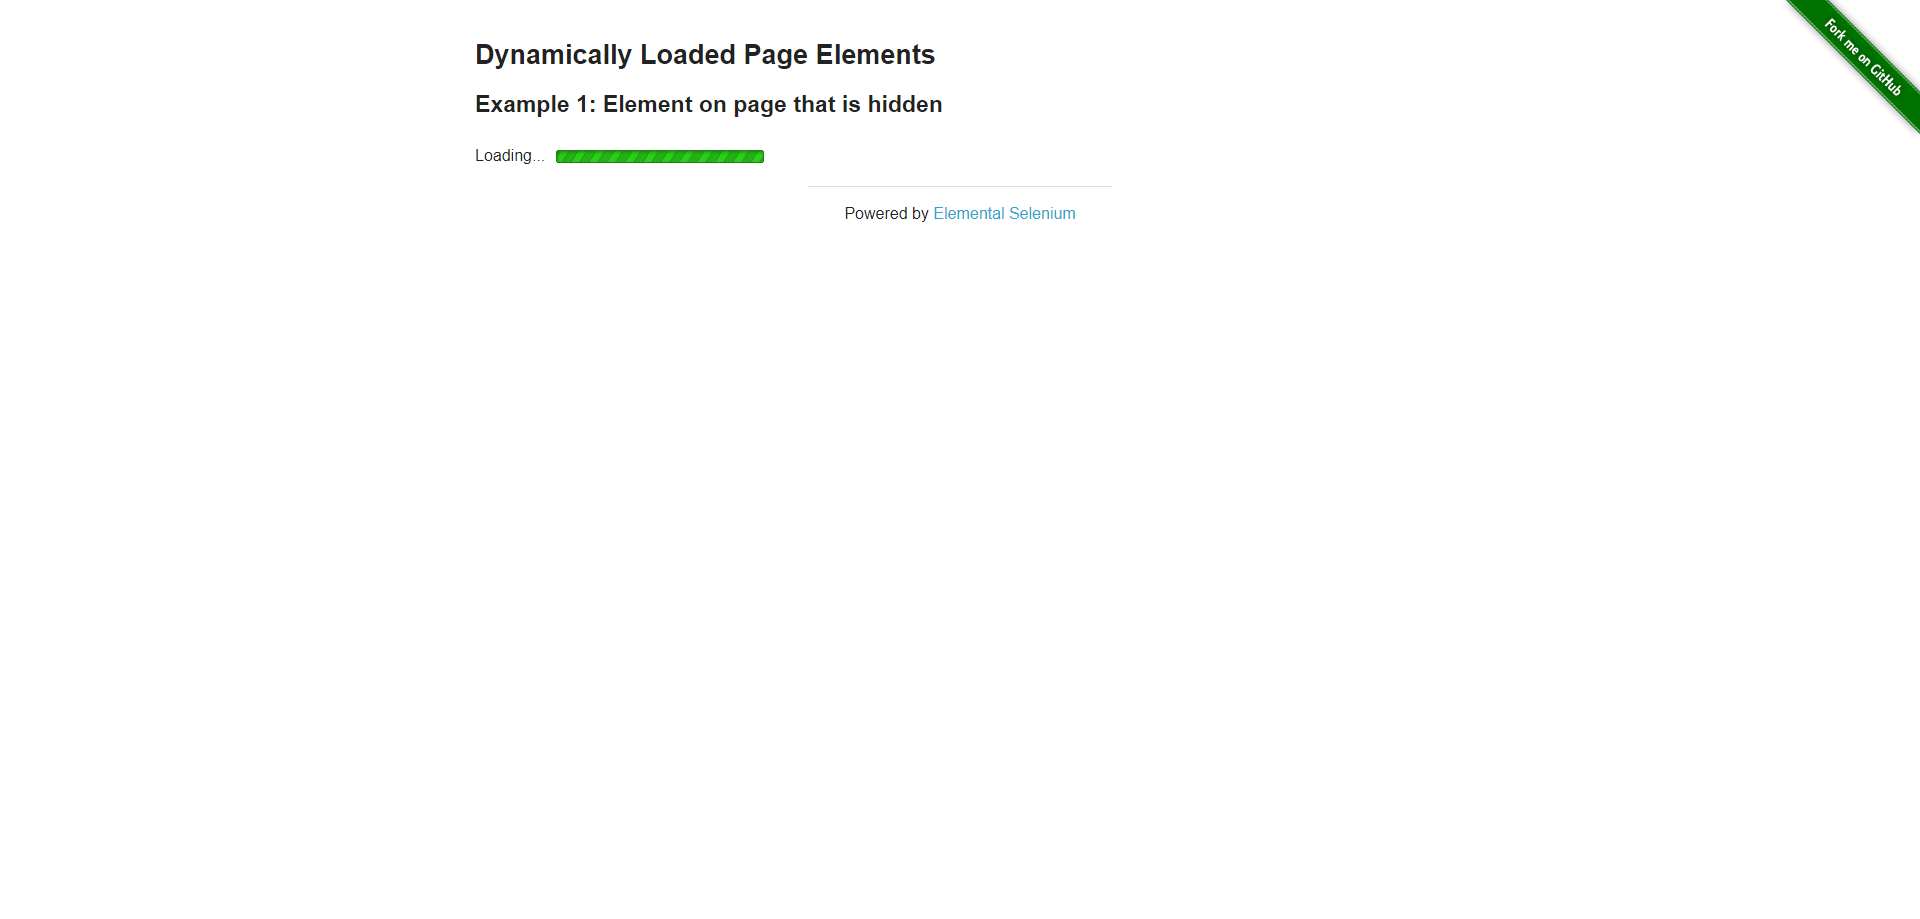 Dynamically Loaded Page Elements
Example 1: Element on page that is hidden
Loading...
Powered by Elemental Selenium
Fork me on GitHub